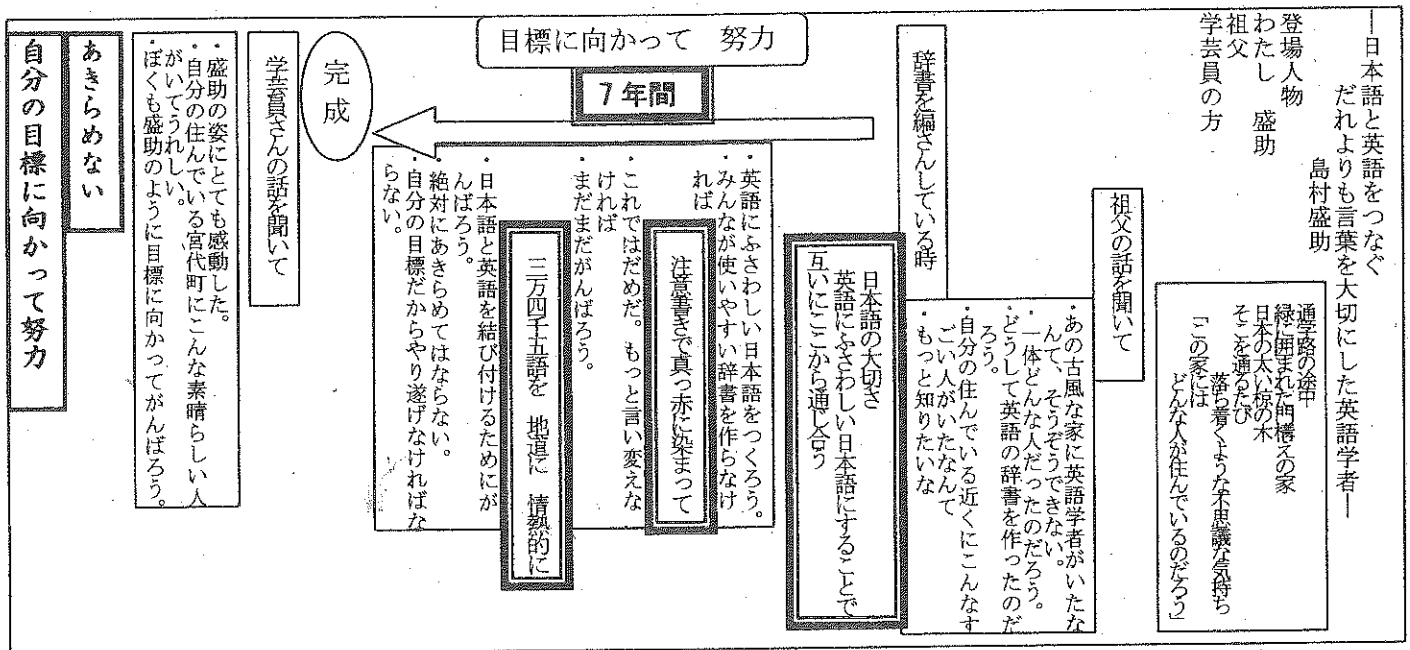 ―日本語と英語をつなぐ
だれよりも言葉を大切にした英語学者―
島村盛助
登場人物
わたし　盛助
祖父
学芸員の方
通学路の途中
緑に囲まれた門構えの家
日本の太い椋の木
そこを通るたび
落ち着くような不思議な気持ち
「この家には
どんな人が住んでいるのだろう」
祖父の話を聞いて
・あの古風な家に英語学者がいたな
んて、そうぞうできない。
・一体どんな人だったのだろう。
・どうして英語の辞書を作ったのだ
ろう。
・自分の住んでいる近くにこんなす
ごい人がいたなんて
・もっと知りたいな
辞書を編さんしている時
日本語の大切さ
英語にふさわしい日本語にすることで
互いにここから通じ合う
・英語にふさわしい日本語をつくろう。
・みんなが使いやすい辞書を作らなけ
れば
注意書きで真っ赤に染まって
・これではだめだ。もっと言い変えな
ければ
・まだまだがんばろう。
三万四千五語を　地道に　情熱的に
・日本語と英語を結び付けるためにが
んばろう。
・絶対にあきらめてはならない。
・自分の目標だからやり遂げなければな
らない。
目標に向かって　努力
7年間
完成
学芸員さんの話を聞いて
・盛助の姿にとても感動した。
・自分の住んでいる宮代町にこんな素晴らしい人
がいてうれしい。
・ぼくも盛助のように目標に向かってがんばろう。
あきらめない
自分の目標に向かって努力